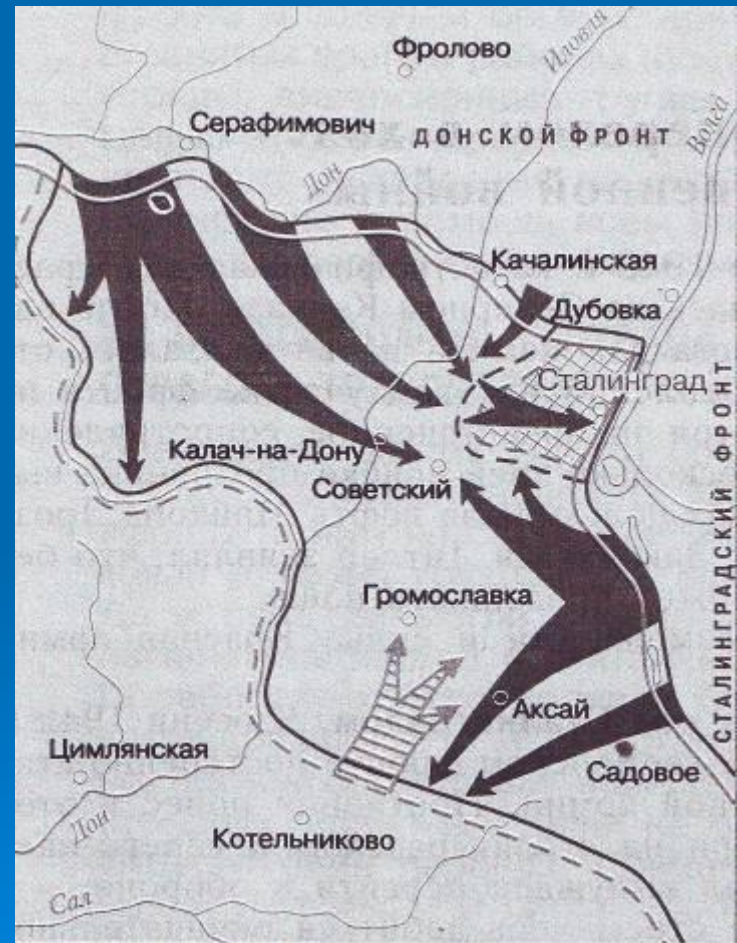 Фролово
Иловля
Серафимович
ДОНСКОЙ ФРОНТ
Волга
Дон
Качалинская
Дубовка
Сталинград
Калач-на-Дону
Советский
СТАЛИНГРАДСКИЙ ФРОНТ
Громославка
Аксай
Цимлянская
Садовое
Дон
Котельниково
Сал